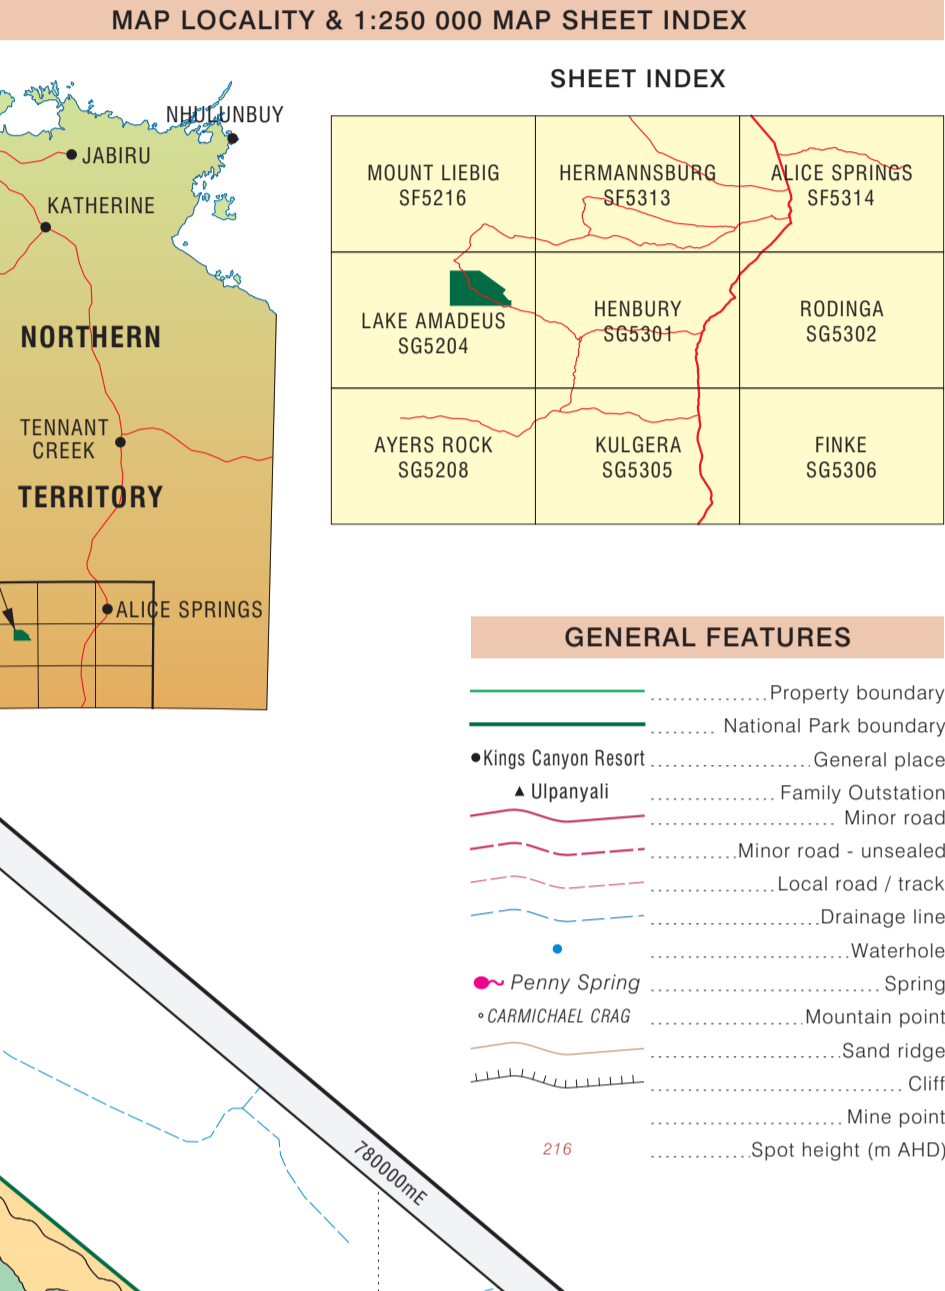 MAP LOCALITY & 1:250 000 MAP SHEET INDEX
NHULUNBUY
JABIRU
KATHERINE
NORTHERN
TENNANT
CREEK
TERRITORY
ALICE SPRINGS
SHEET INDEX
MOUNT LIEBIG
SF5216
HERMANNSBURG
SF5313
ALICE SPRINGS
SF5314
LAKE AMADEUS
SG5204
HENBURY
SG5301
RODINGA
SG5302
AYERS ROCK
SG5208
KULGERA
SG5305
FINKE
SG5306
GENERAL FEATURES
Property boundary
National Park boundary
Kings Canyon Resort General place
Ulpanyali Family Outstation
Minor road
Minor road - unsealed
Local road / track
Drainage line
Waterhole
Penny Spring Spring
CARMICHAEL CRAG Mountain point
Sand ridge
Cliff
Mine point
216 Spot height (m AHD)
780000mE